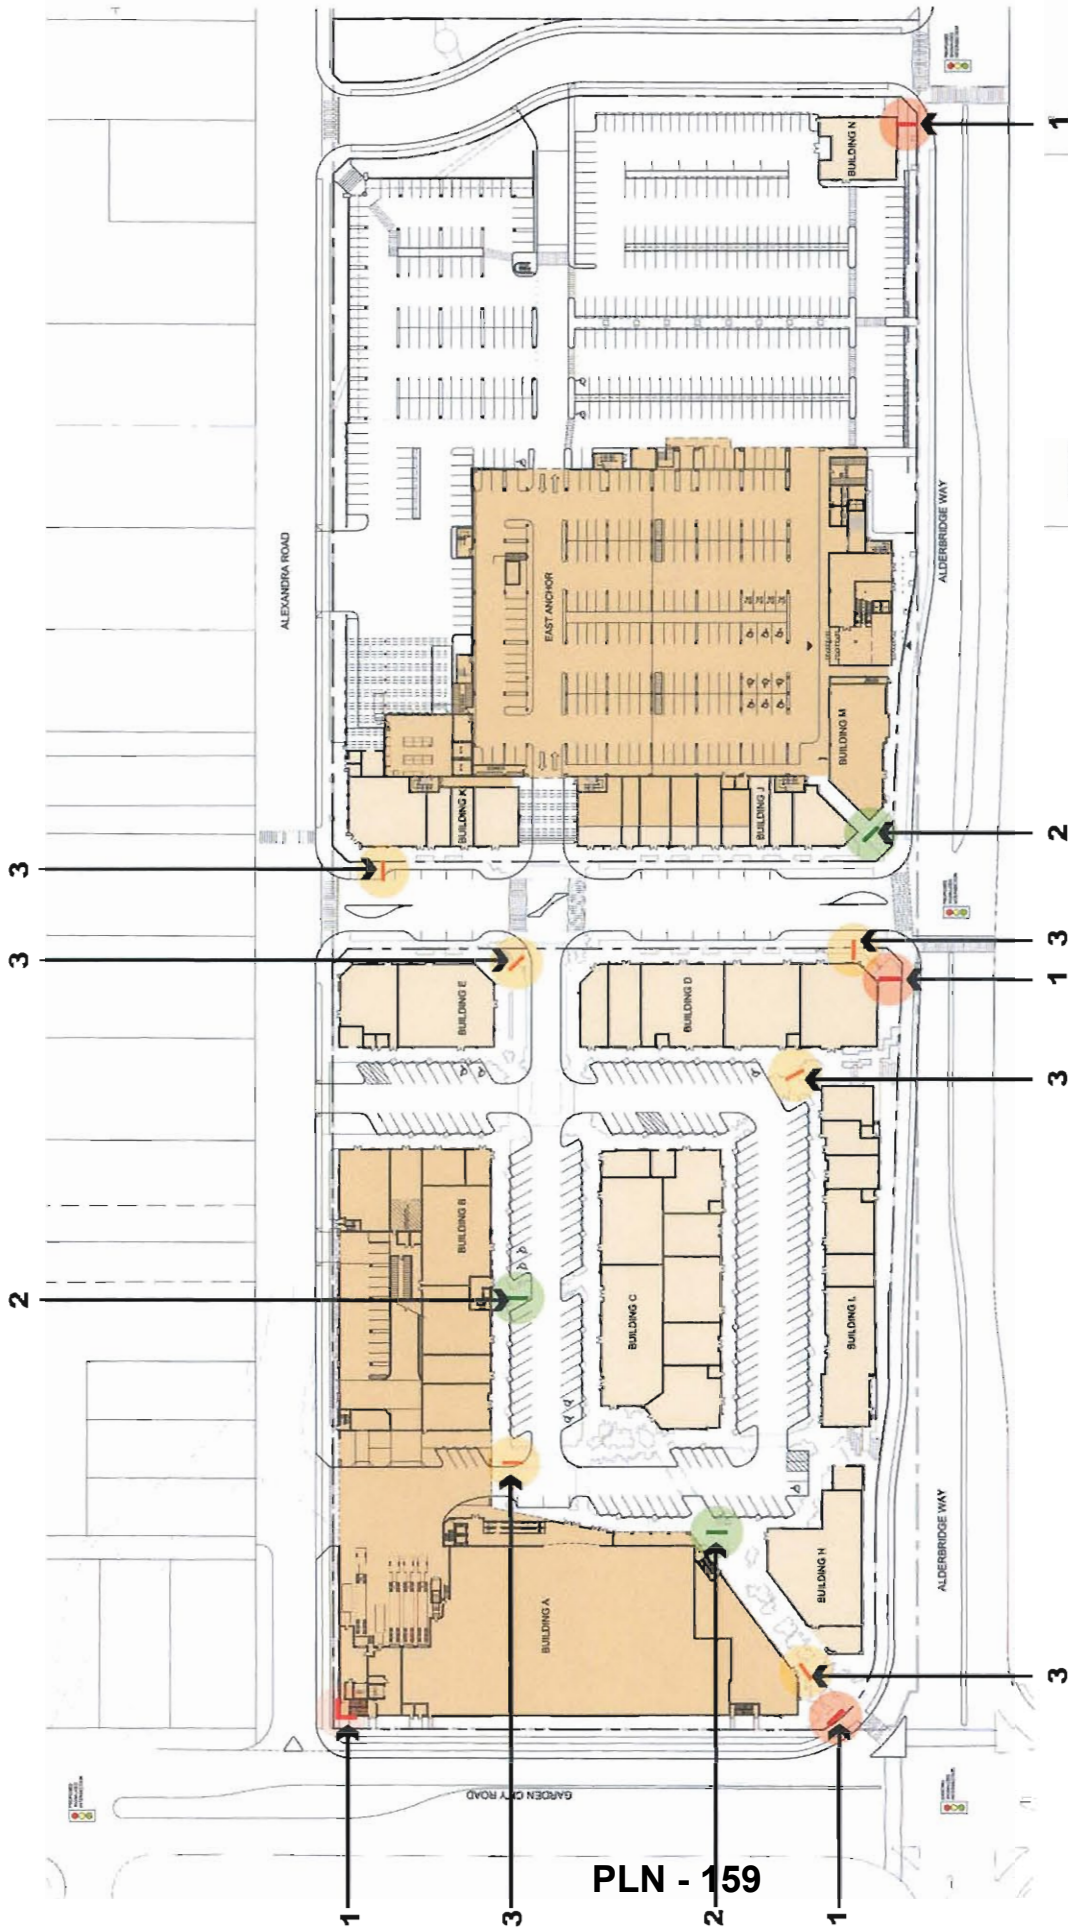 1
BUILDING N
ALEXANDRA ROAD
EAST ANCHOR
ALDERBRIDGE WAY
BUILDING M
BUILDING K
BUILDING J
2
3
3
3
1
BUILDING E
BUILDING D
3
2
BUILDING B
BUILDING C
BUILDING L
BUILDING A
BUILDING H
ALDERBRIDGE WAY
3
GARDEN CITY ROAD
1
3
2
1
PLN - 159